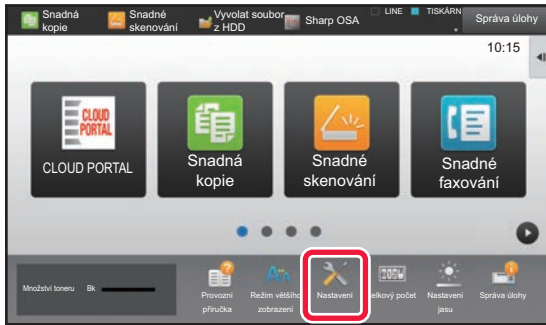 Snadná
kopie
Snadné
skenování
Vyvolat soubor
z HDD
Sharp OSA
LINE
TISKÁRN
Správa úlohy
10:15
CLOUD
PORTAL
CLOUD PORTAL
Snadná
kopie
Snadné
skenování
Snadné
faxování
Množství toneru
Bk
Provozní
příručka
Režim většího
zobrazení
Nastavení
elkový počet
Nastavení
jasu
Správa úlohy